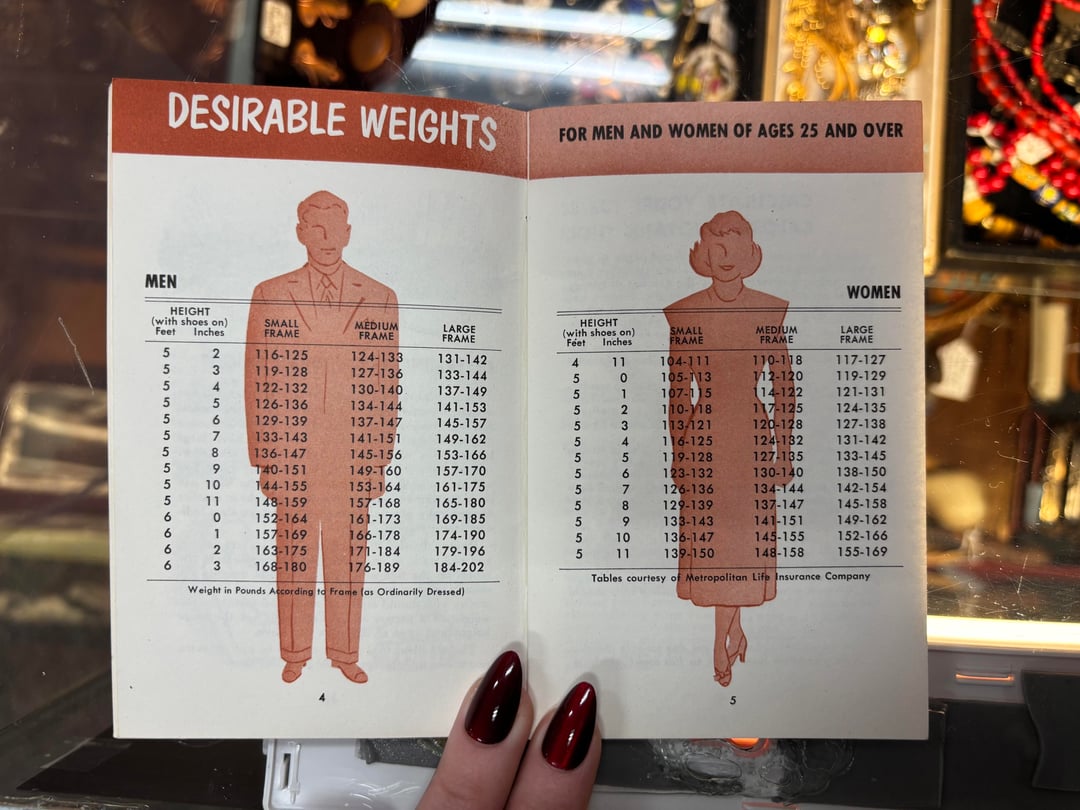 DESIRABLE WEIGHTS
MEN
HEIGHT
(with shoes on)
Feet Inches SMALL FRAME MEDIUM FRAME LARGE FRAME
5 2 116-125 124-133 131-142
5 3 119-128 127-136 133-144
5 4 122-132 130-140 137-149
5 5 126-136 134-144 141-153
5 6 129-139 137-147 145-157
5 7 133-143 141-151 149-162
5 8 136-147 145-156 153-166
5 9 140-151 149-160 157-170
5 10 144-155 153-164 161-175
5 11 148-159 157-168 165-180
6 0 152-164 161-173 169-185
6 1 157-169 166-178 174-190
6 2 163-175 171-184 179-196
6 3 168-180 176-189 184-202
Weight in Pounds According to Frame (as Ordinarily Dressed)
4
FOR MEN AND WOMEN OF AGES 25 AND OVER
WOMEN
HEIGHT
(with shoes on)
Feet Inches SMALL FRAME MEDIUM FRAME LARGE FRAME
4 11 104-111 110-118 117-127
5 0 105-113 112-120 119-129
5 1 107-115 114-122 121-131
5 2 110-118 117-125 124-135
5 3 113-121 120-128 127-138
5 4 116-125 124-132 131-142
5 5 119-128 127-135 133-145
5 6 123-132 130-140 138-150
5 7 126-136 134-144 142-154
5 8 129-139 137-147 145-158
5 9 133-143 141-151 149-162
5 10 136-147 145-155 152-166
5 11 139-150 148-158 155-169
Tables courtesy of Metropolitan Life Insurance Company
5